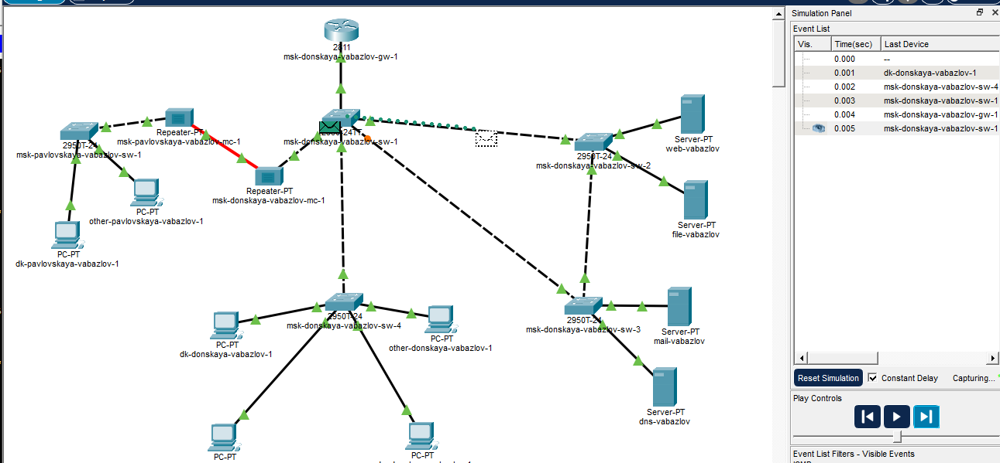 Simulation Panel
Event List
Vis. Time(sec) Last Device
0.000 --
0.001 dk-donskaya-vabazlov-1
0.002 msk-donskaya-vabazlov-sw-4
0.003 msk-donskaya-vabazlov-sw-1
0.004 msk-donskaya-vabazlov-gw-1
0.005 msk-donskaya-vabazlov-sw-1
Reset Simulation Constant Delay Capturing...
Play Controls
Event List Filters - Visible Events
2811
msk-donskaya-vabazlov-gw-1
Repeater-PT
msk-pavlovskaya-vabazlov-mc-1
2950T-24
msk-pavlovskaya-vabazlov-sw-1
msk-donskaya-vabazlov-sw-1
Server-PT
web-vabazlov
2950T-24
msk-donskaya-vabazlov-sw-2
Repeater-PT
msk-donskaya-vabazlov-mc-1
PC-PT
other-pavlovskaya-vabazlov-1
Server-PT
file-vabazlov
PC-PT
dk-pavlovskaya-vabazlov-1
2950T-24
msk-donskaya-vabazlov-sw-4
2950T-24
msk-donskaya-vabazlov-sw-3
Server-PT
mail-vabazlov
PC-PT
dk-donskaya-vabazlov-1
PC-PT
other-donskaya-vabazlov-1
Server-PT
dns-vabazlov
PC-PT
PC-PT